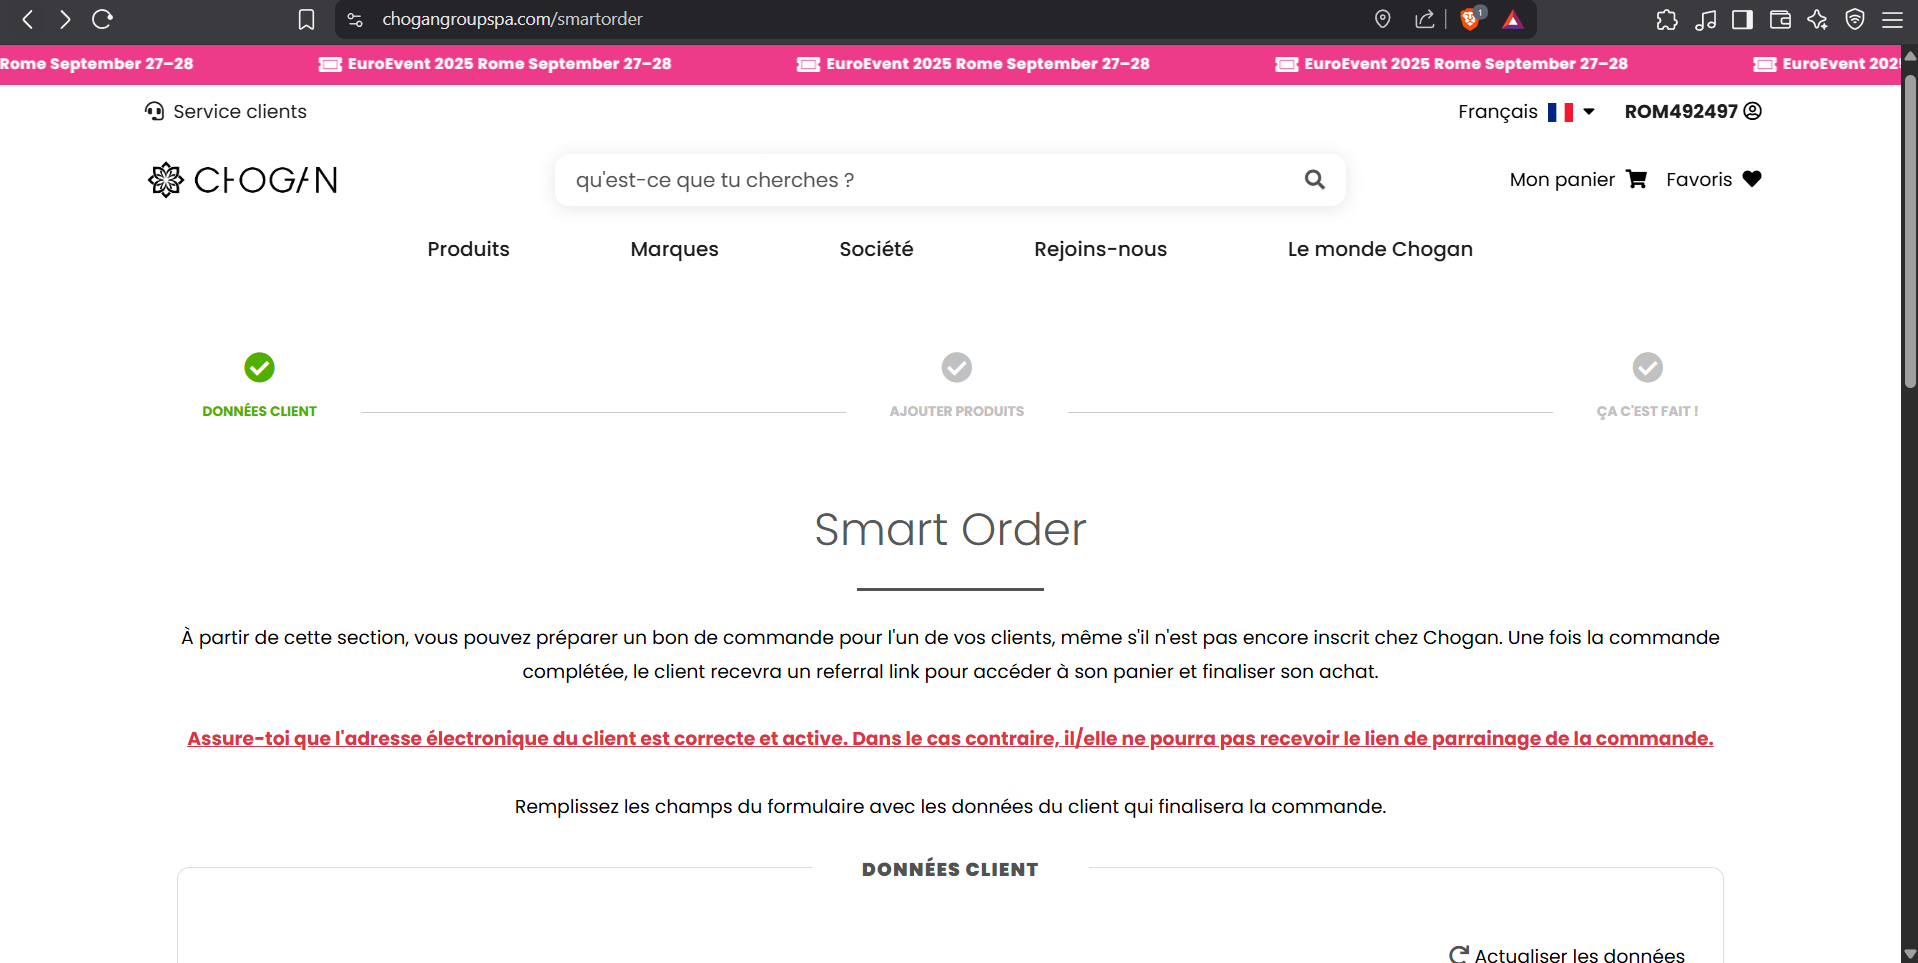 chogangroupspa.com/smartorder
1
Rome September 27–28 EuroEvent 2025 Rome September 27–28 EuroEvent 2025 Rome September 27–28 EuroEvent 2025 Rome September 27–28 EuroEvent 202
Service clients
Français
ROM492497
CHOGAN
qu'est-ce que tu cherches ?
Mon panier
Favoris
Produits
Marques
Société
Rejoins-nous
Le monde Chogan
DONNÉES CLIENT
AJOUTER PRODUITS
ÇA C'EST FAIT !
Smart Order
À partir de cette section, vous pouvez préparer un bon de commande pour l'un de vos clients, même s'il n'est pas encore inscrit chez Chogan. Une fois la commande
complétée, le client recevra un referral link pour accéder à son panier et finaliser son achat.
Assure-toi que l'adresse électronique du client est correcte et active. Dans le cas contraire, il/elle ne pourra pas recevoir le lien de parrainage de la commande.
Remplissez les champs du formulaire avec les données du client qui finalisera la commande.
DONNÉES CLIENT
Actualiser les données